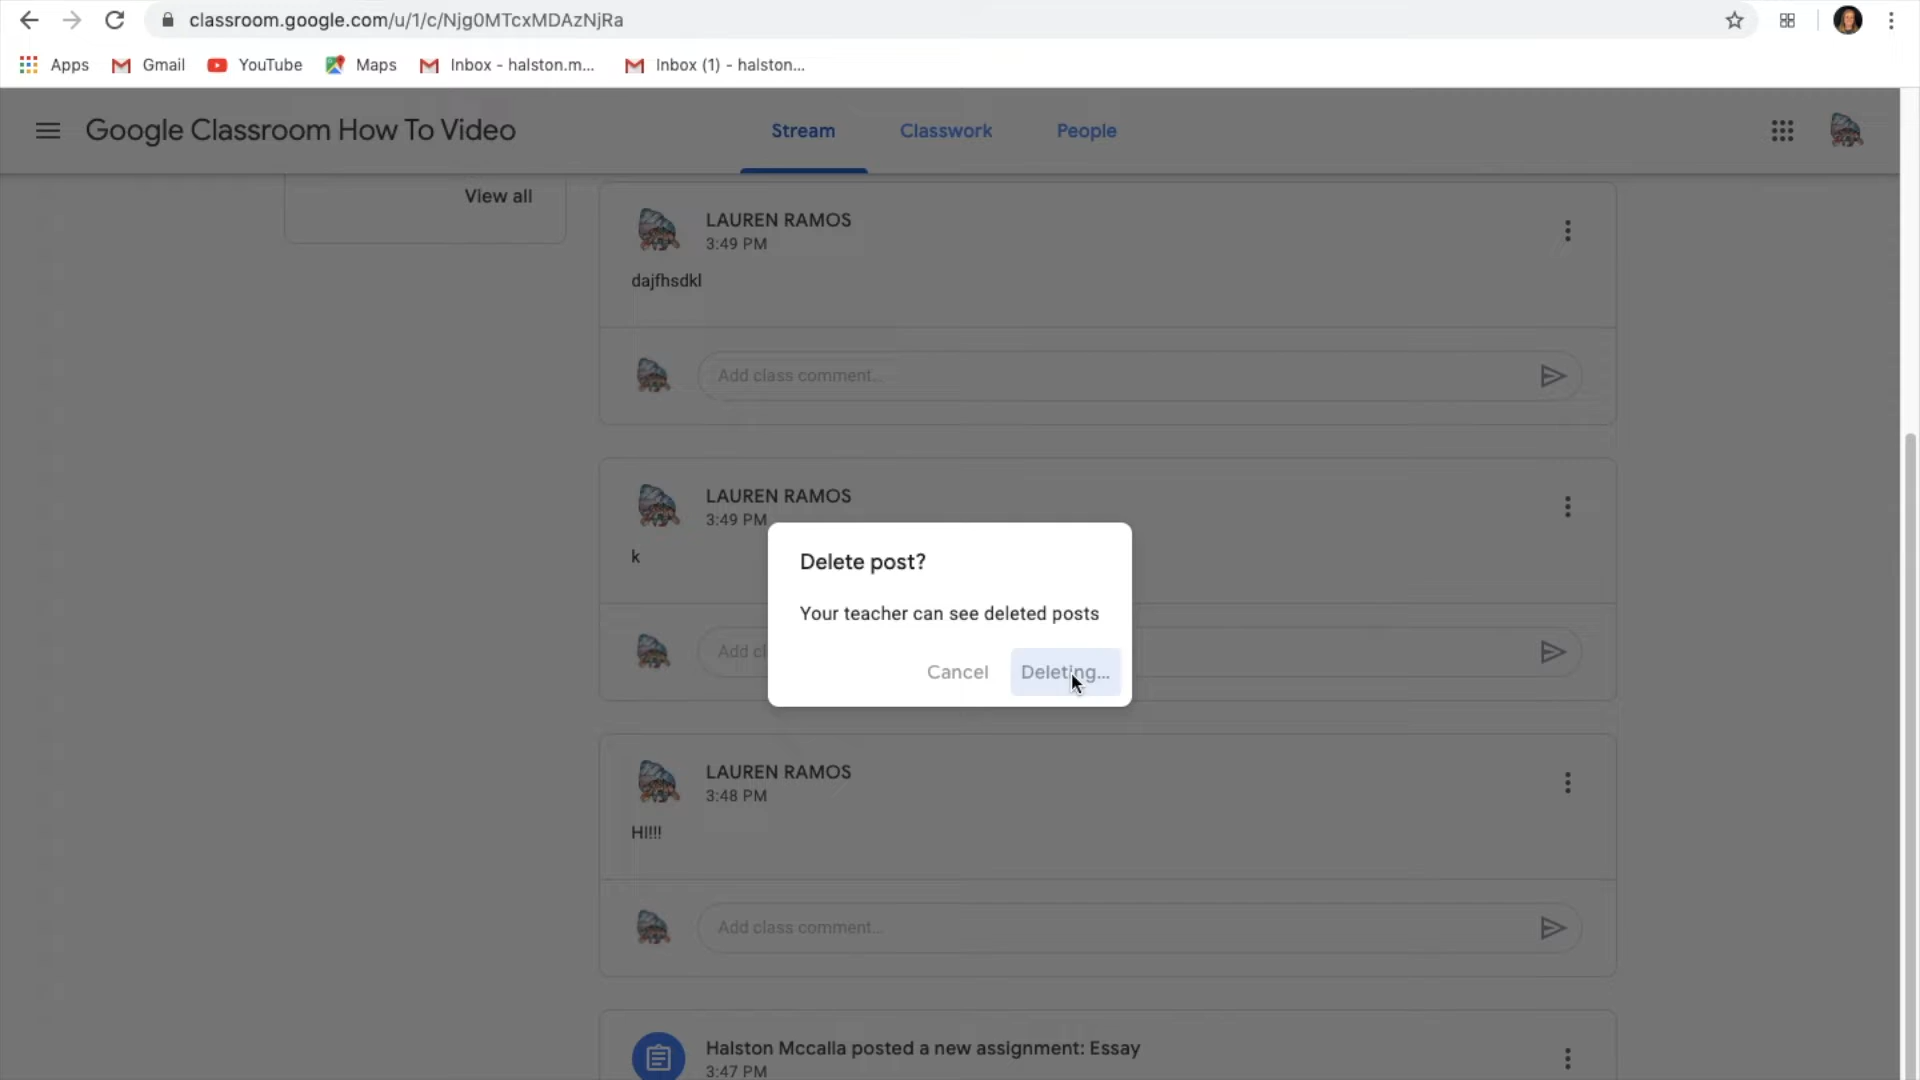 classroom.google.com/u/1/c/Njg0MTcxMDAzNjRa
Apps Gmail YouTube Maps Inbox - halston.m... Inbox (1) - halston...
Google Classroom How To Video Stream Classwork People
View all
LAUREN RAMOS
3:49 PM
dajfhsdkl
Add class comment...
LAUREN RAMOS
3:49 PM
k
Add cl
Delete post?
Your teacher can see deleted posts
Cancel Deleting...
LAUREN RAMOS
3:48 PM
HI!!!
Add class comment...
Halston Mccalla posted a new assignment: Essay
3:47 PM